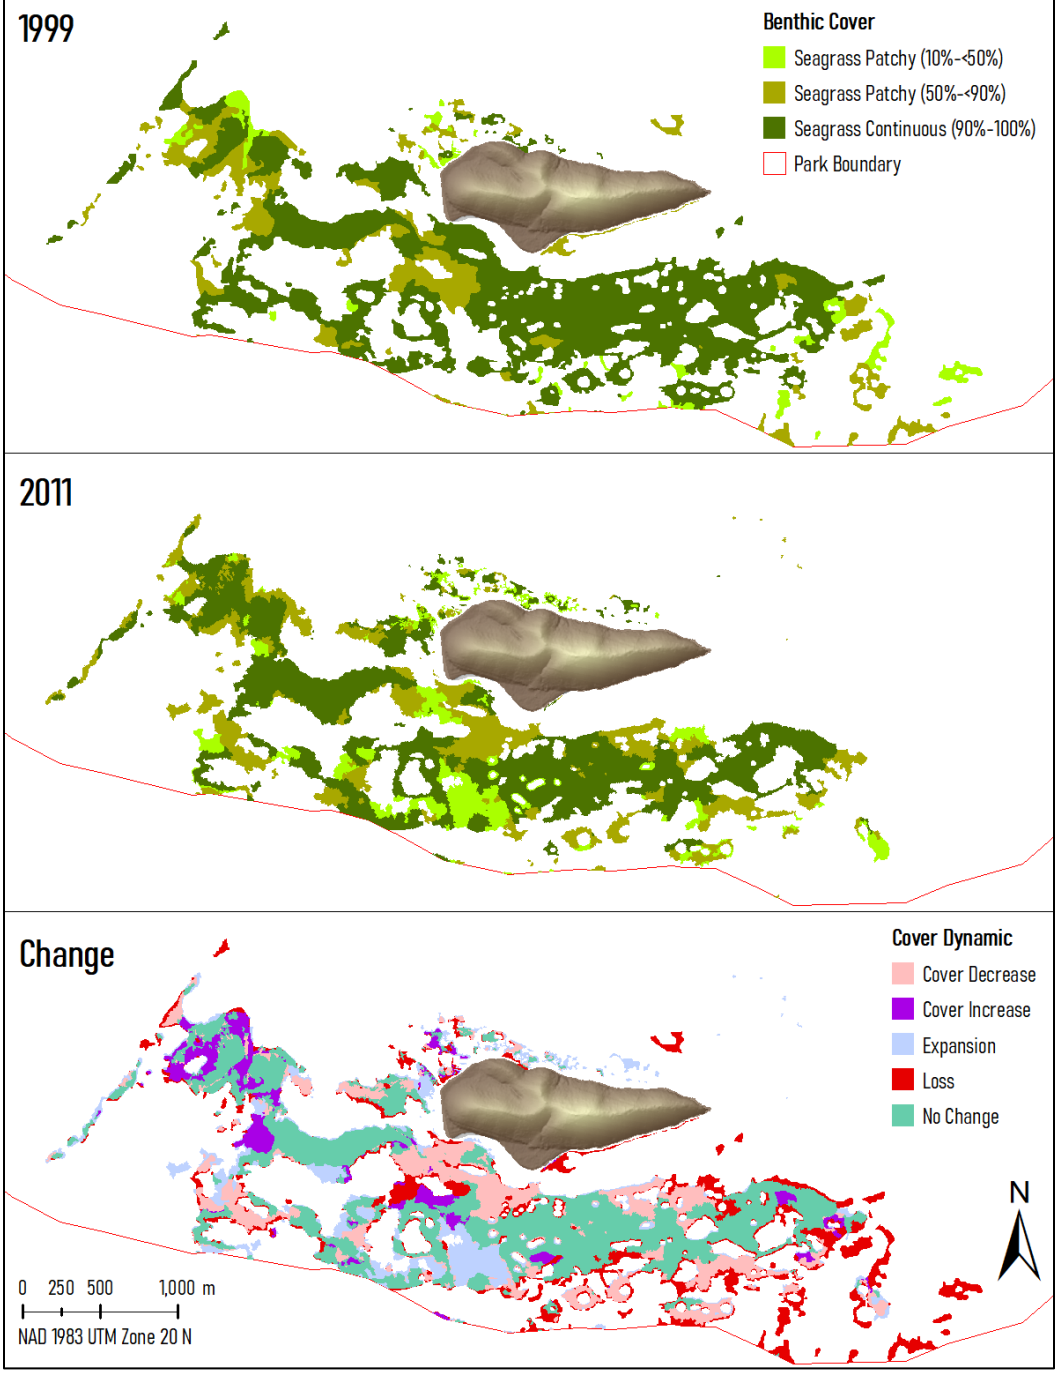 1999
Benthic Cover
Seagrass Patchy (10%-<50%)
Seagrass Patchy (50%-<90%)
Seagrass Continuous (90%-100%)
Park Boundary
2011
Change
Cover Dynamic
Cover Decrease
Cover Increase
Expansion
Loss
No Change
N
0 250 500 1,000 m
NAD 1983 UTM Zone 20 N